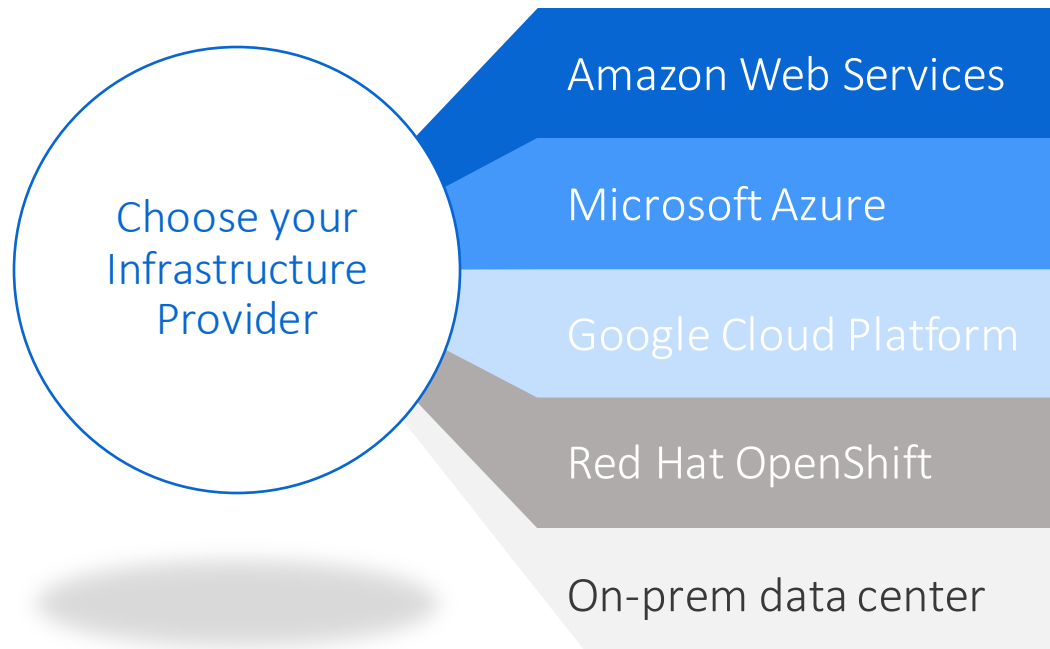 Choose your
Infrastructure
Provider
Amazon Web Services
Microsoft Azure
Google Cloud Platform
Red Hat OpenShift
On-prem data center